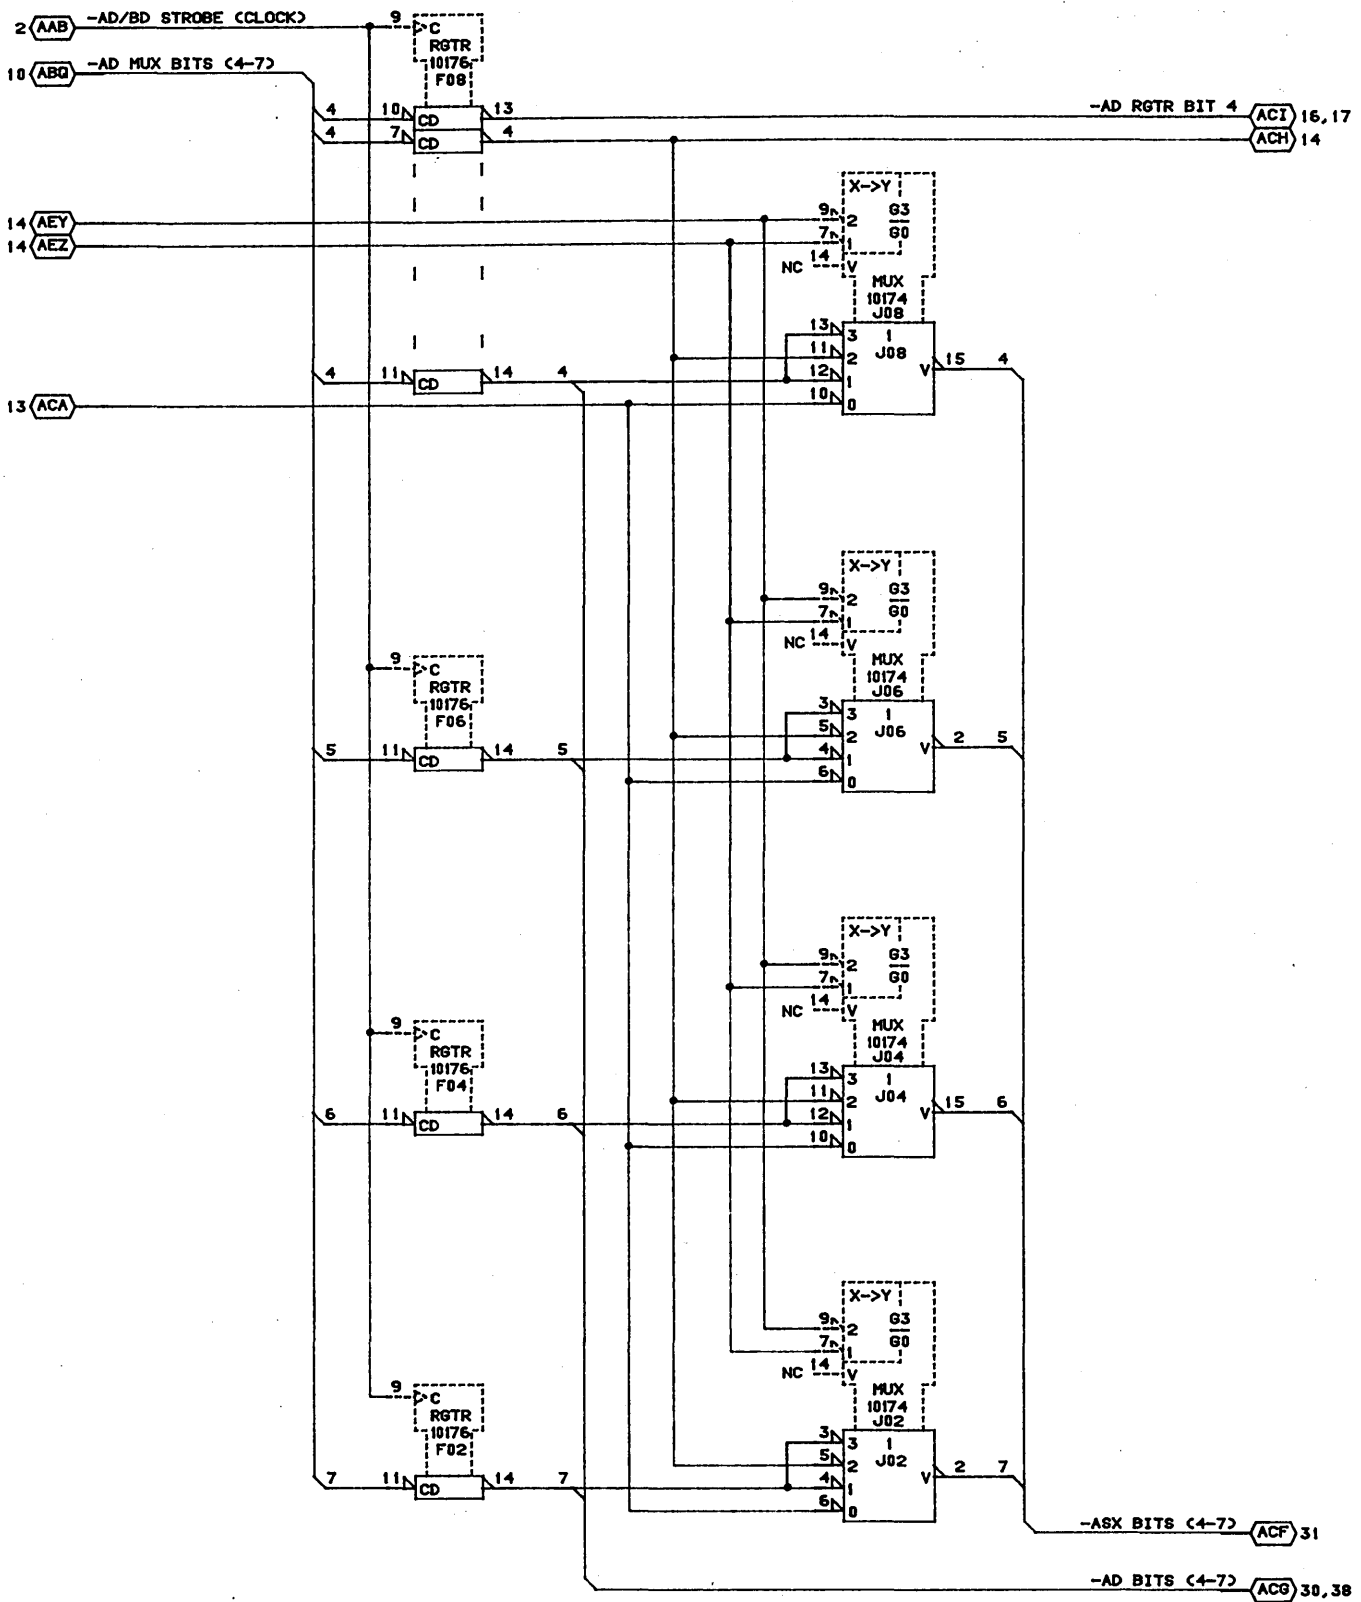 2 AAB -AD/BD STROBE (CLOCK) 9 C
RGTR
10176
F08
10 ABQ -AD MUX BITS (4-7)
4 10 CD 13 -AD RGTR BIT 4 ACI 16,17
4 7 CD 4 ACH 14
X->Y
14 AEY 9 2 G3
14 AEZ 7 1 G0
NC 14 V
MUX
10174
J08
13 3 1
11 2 J08
4 11 CD 14 4 12 1 V 15 4
13 ACA 10 0
X->Y
9 2 G3
7 1 G0
NC 14 V
9 C MUX
RGTR 10174
10176 J06
F06 3 3 1
5 2 J06
5 11 CD 14 5 4 1 V 2 5
6 0
X->Y
9 2 G3
7 1 G0
NC 14 V
9 C MUX
RGTR 10174
10176 J04
F04 13 3 1
11 2 J04
6 11 CD 14 6 12 1 V 15 6
10 0
X->Y
9 2 G3
7 1 G0
NC 14 V
9 C MUX
RGTR 10174
10176 J02
F02 3 3 1
5 2 J02
7 11 CD 14 7 4 1 V 2 7
6 0
-ASX BITS (4-7) ACF 31
-AD BITS (4-7) ACG 30,38